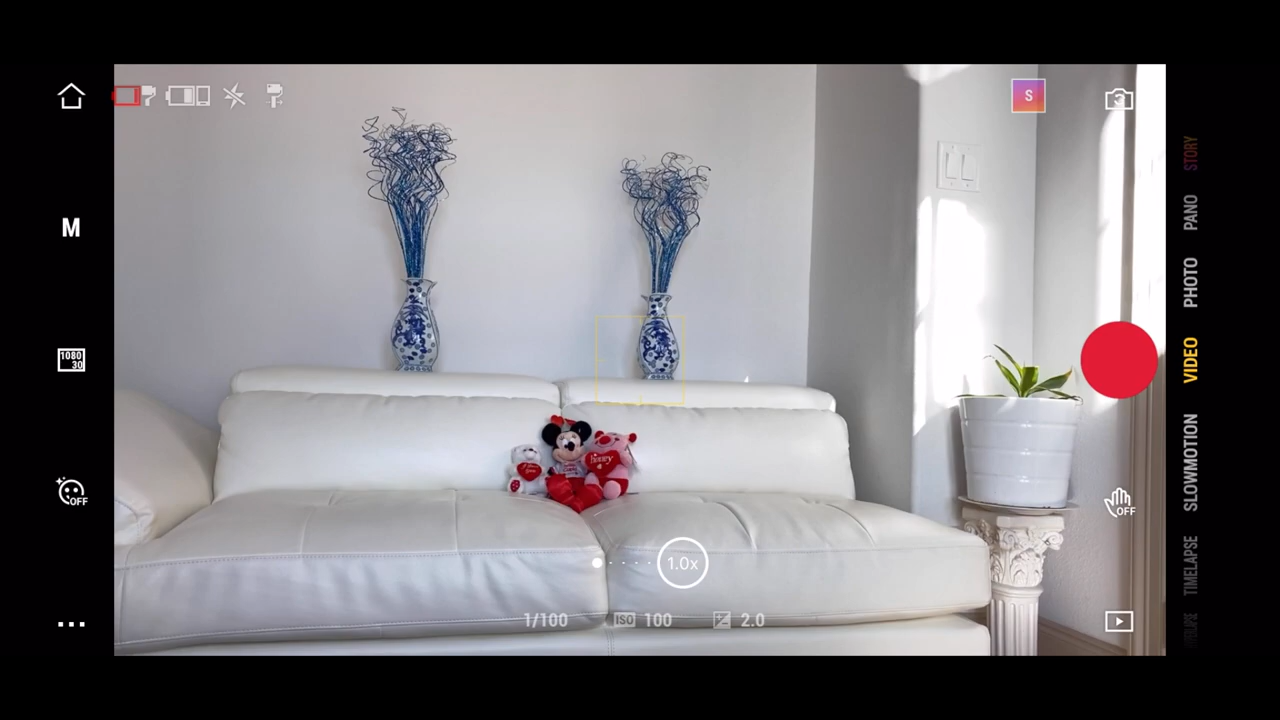 S
M
1080
30
OFF
OFF
1.0x
1/100
ISO 100
2.0
STORY
PANO
PHOTO
VIDEO
SLOWMOTION
TIMELAPSE